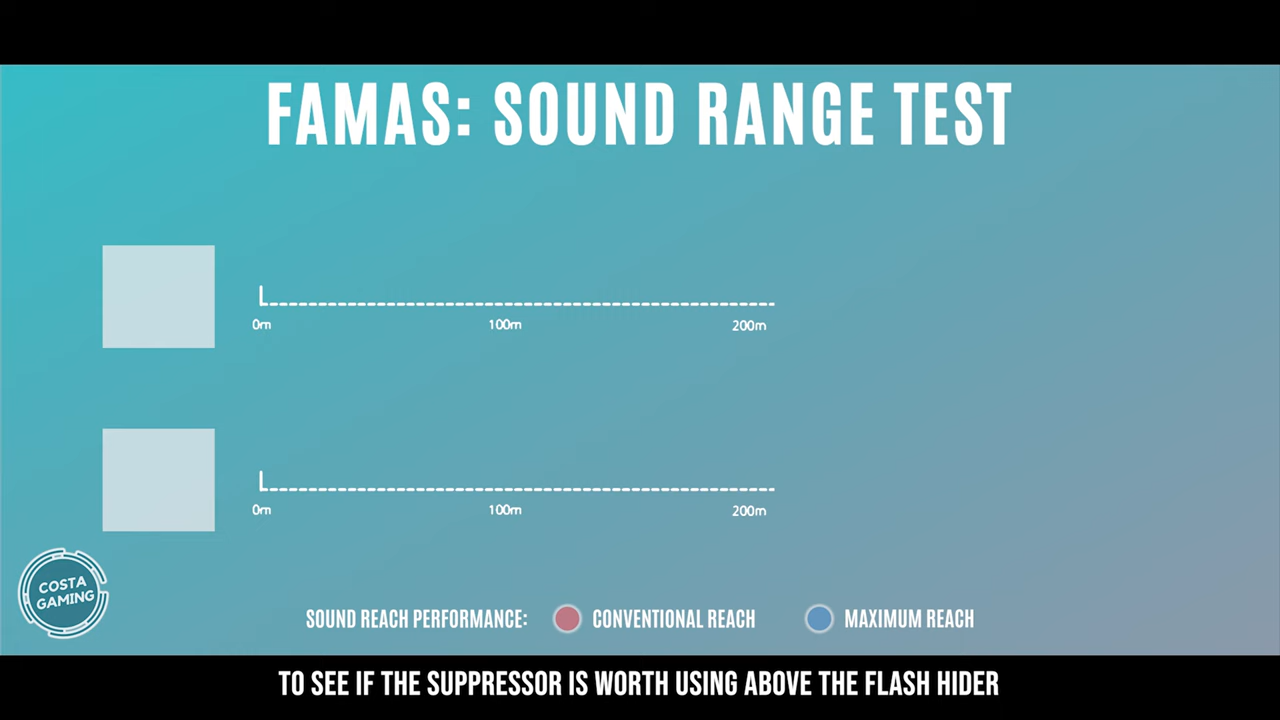 FAMAS: SOUND RANGE TEST
0m 100m 200m
0m 100m 200m
COSTA
GAMING
SOUND REACH PERFORMANCE: CONVENTIONAL REACH MAXIMUM REACH
TO SEE IF THE SUPPRESSOR IS WORTH USING ABOVE THE FLASH HIDER